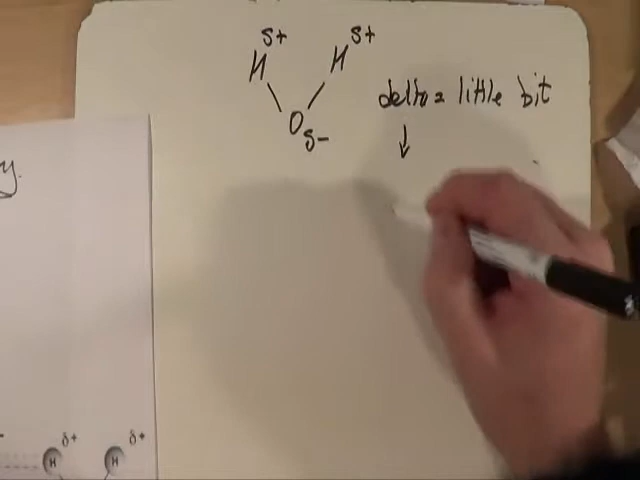 δ+ δ+
H H
O δ-
delta = little bit
↓
y.
δ+ δ+
H H